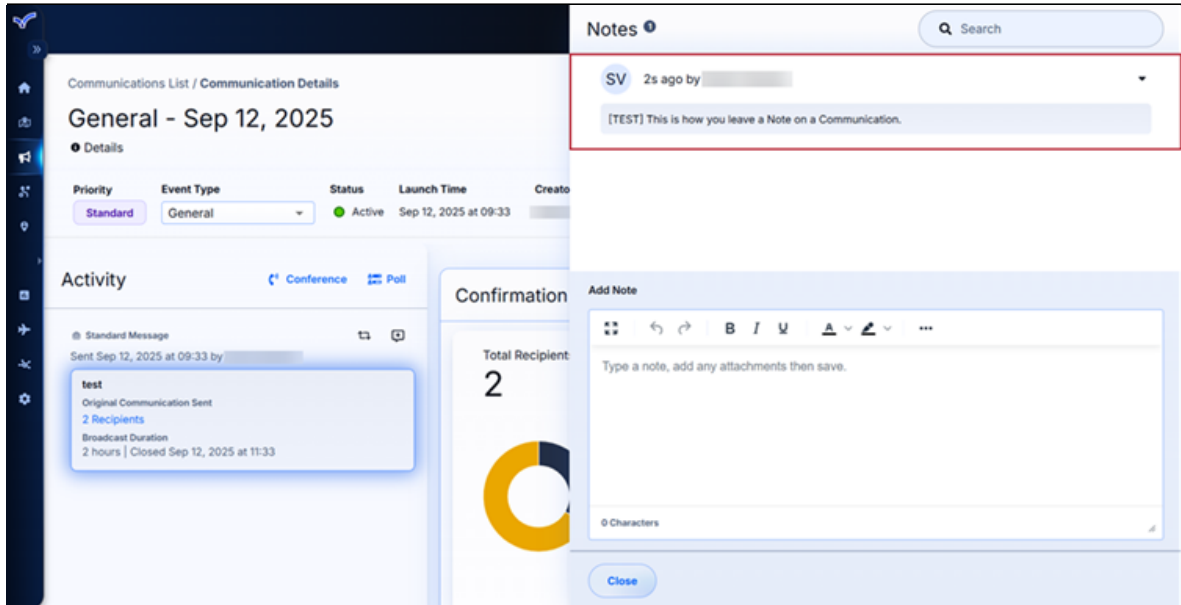 Communications List / Communication Details
General - Sep 12, 2025
Details
Priority Event Type Status Launch Time Creato
Standard General Active Sep 12, 2025 at 09:33
Activity
Conference Poll
Standard Message
Sent Sep 12, 2025 at 09:33 by
test
Original Communication Sent
2 Recipients
Broadcast Duration
2 hours | Closed Sep 12, 2025 at 11:33
Confirmation
Total Recipient
2
Notes 1
Search
SV 2s ago by
[TEST] This is how you leave a Note on a Communication.
Add Note
B I U A
Type a note, add any attachments then save.
0 Characters
Close